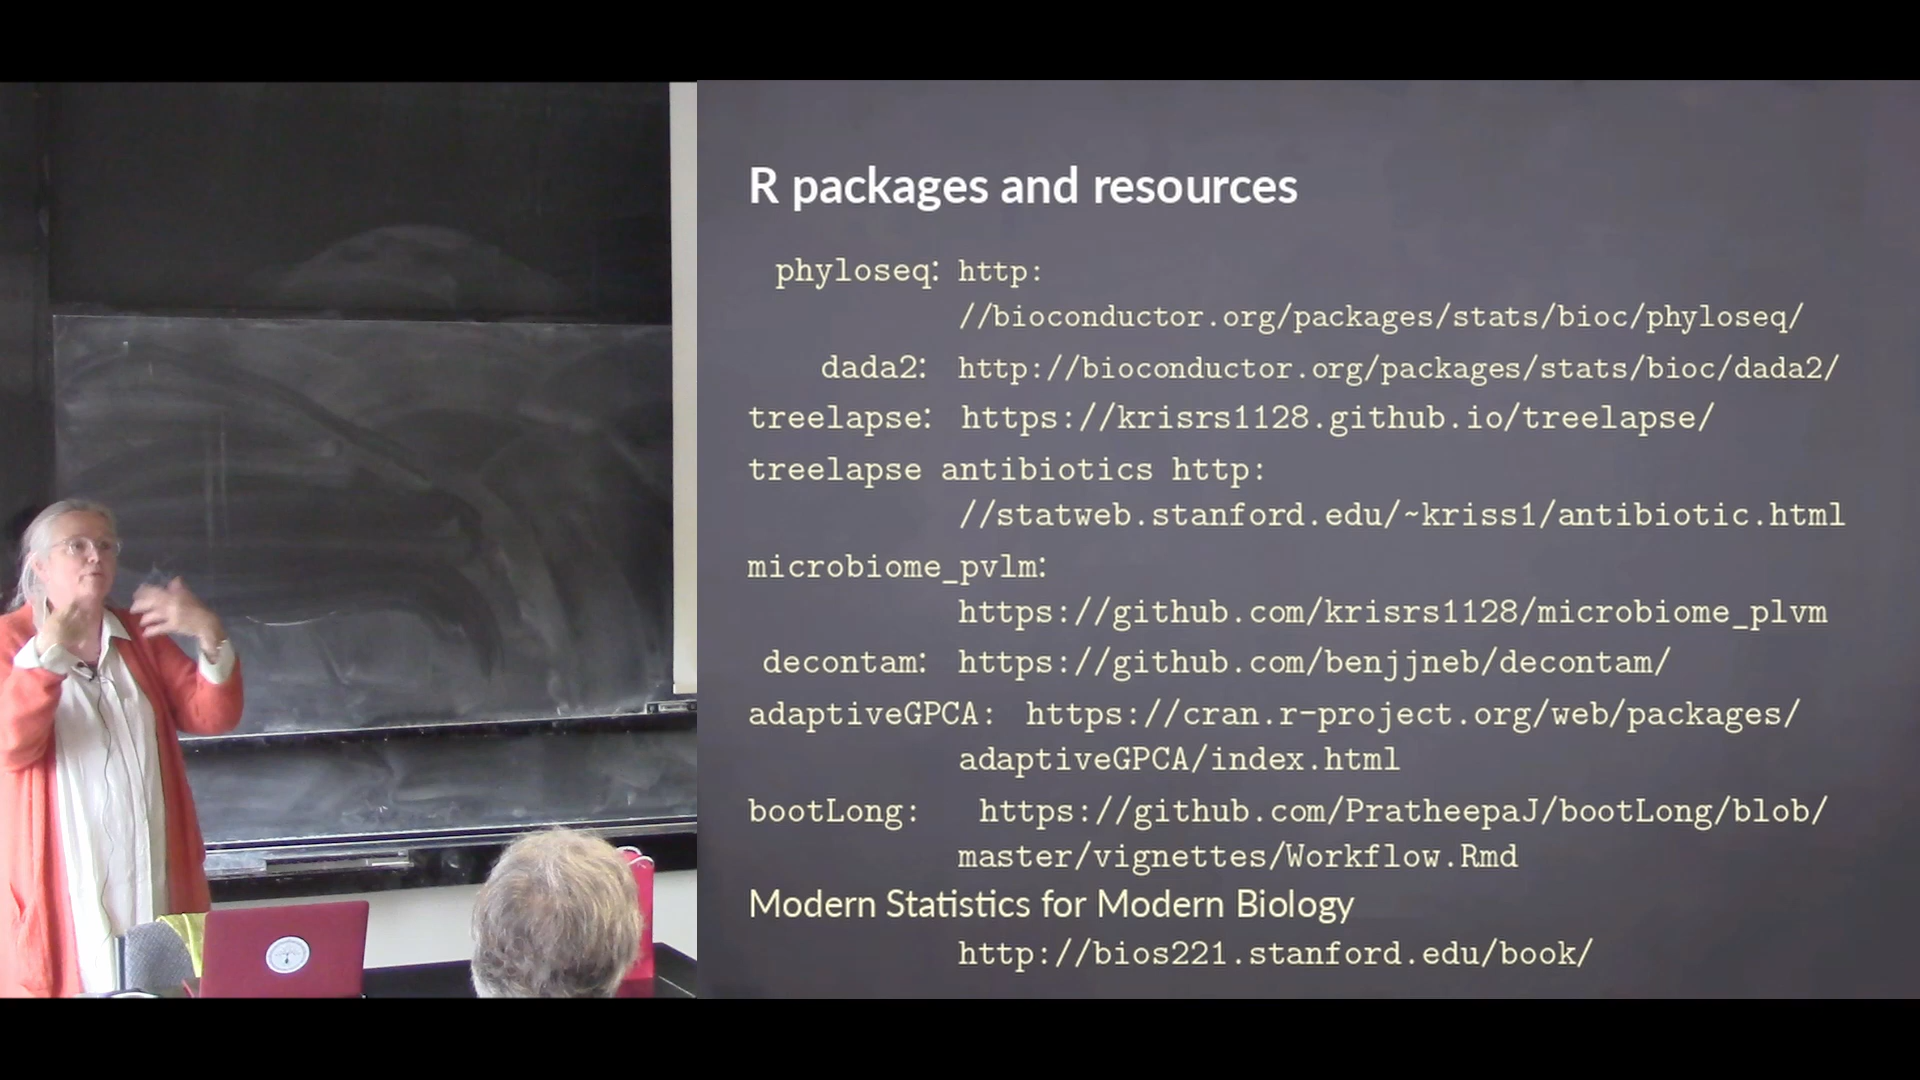 R packages and resources
phyloseq: http:
//bioconductor.org/packages/stats/bioc/phyloseq/
dada2: http://bioconductor.org/packages/stats/bioc/dada2/
treelapse: https://krisrs1128.github.io/treelapse/
treelapse antibiotics http:
//statweb.stanford.edu/~kriss1/antibiotic.html
microbiome_pvlm:
https://github.com/krisrs1128/microbiome_plvm
decontam: https://github.com/benjjneb/decontam/
adaptiveGPCA: https://cran.r-project.org/web/packages/
adaptiveGPCA/index.html
bootLong: https://github.com/PratheepaJ/bootLong/blob/
master/vignettes/Workflow.Rmd
Modern Statistics for Modern Biology
http://bios221.stanford.edu/book/